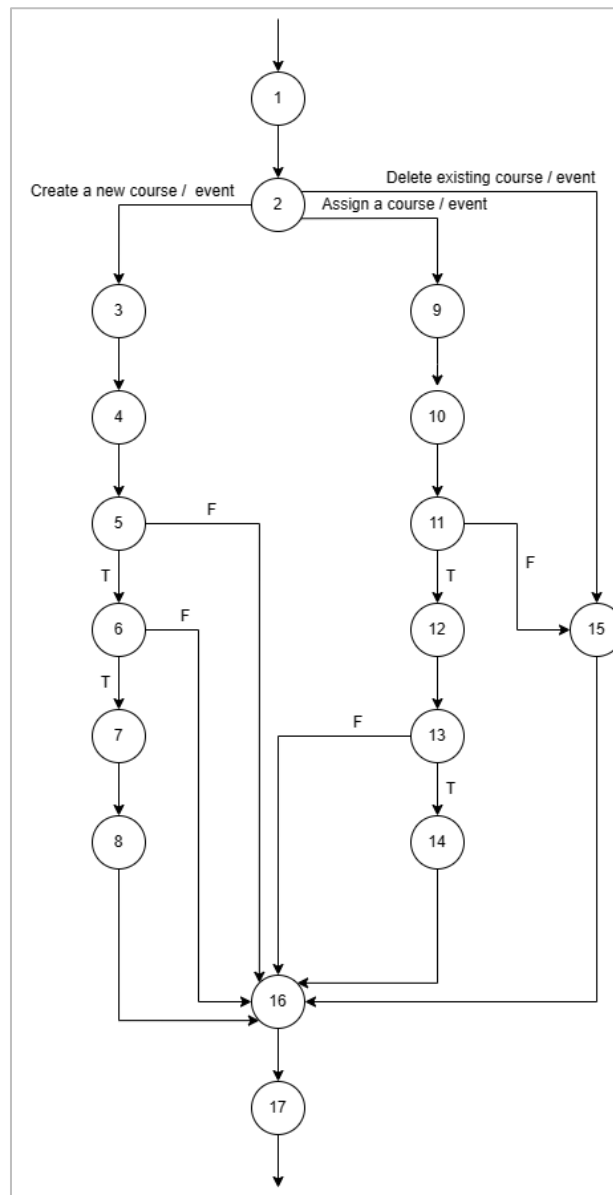 1
Delete existing course / event
Create a new course /  event
2
Assign a course / event
3
9
4
10
5
F
11
T
T
F
6
F
12
15
T
7
F
13
T
8
14
16
17